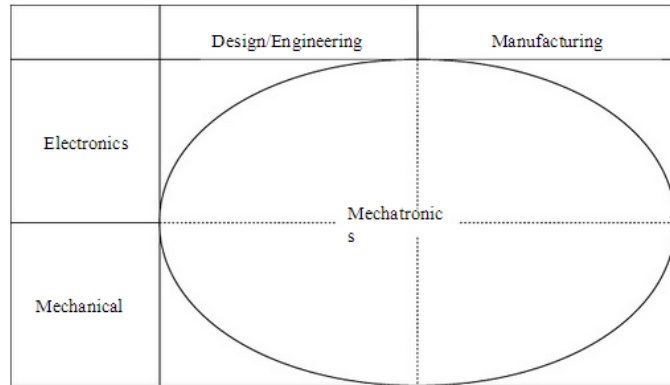 Design/Engineering
Manufacturing
Electronics
Mechatronic
s
Mechanical